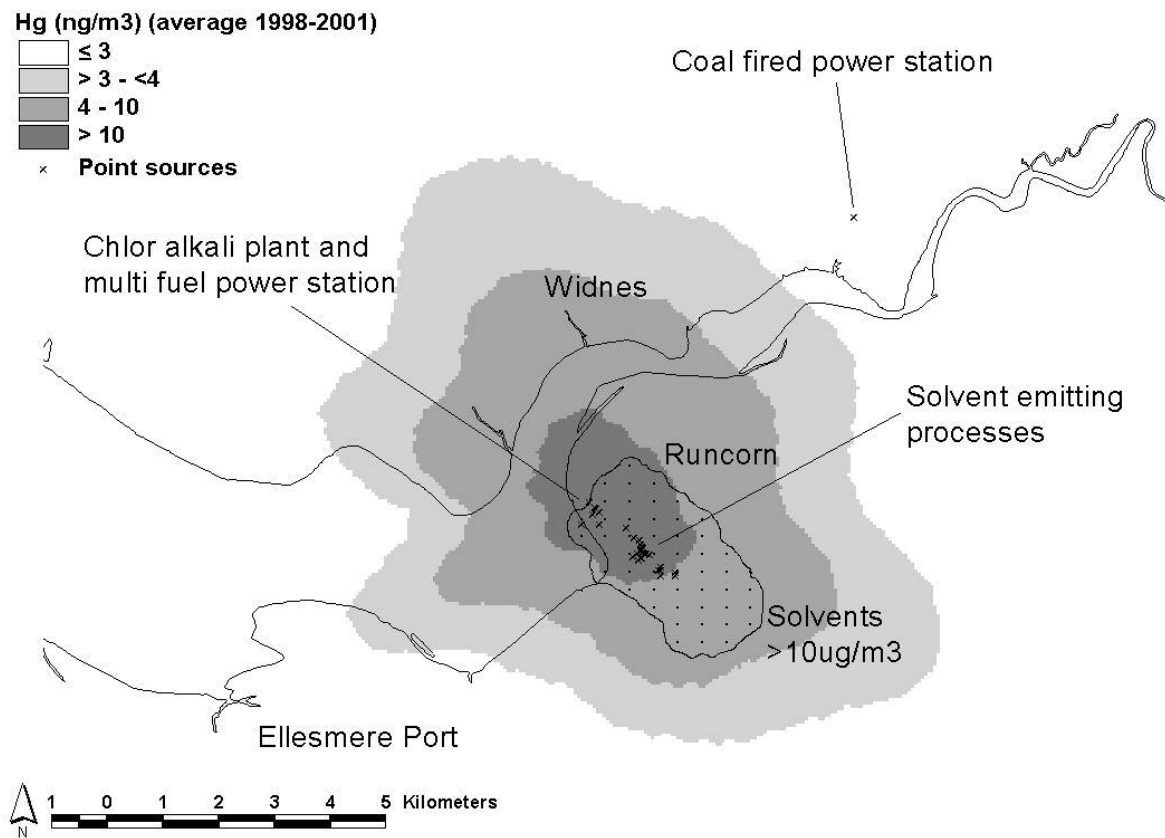 Hg (ng/m3) (average 1998-2001)
≤ 3
> 3 - <4
4 - 10
> 10
Point sources
Coal fired power station
Chlor alkali plant and
multi fuel power station
Widnes
Solvent emitting
processes
Runcorn
Solvents
>10ug/m3
Ellesmere Port
1 0 1 2 3 4 5 Kilometers
N